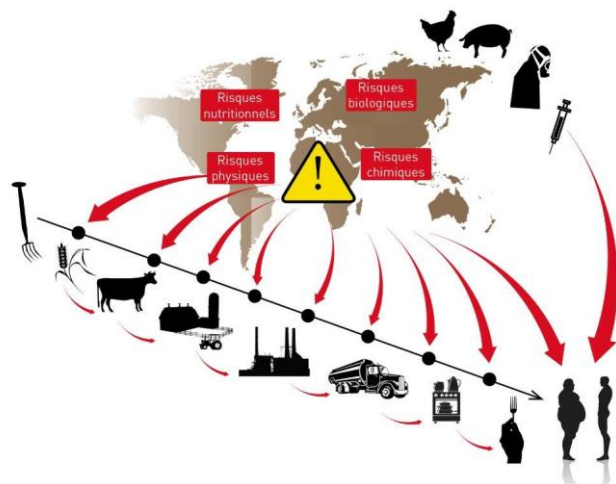 Risques
nutritionnels
Risques
biologiques
Risques
physiques
Risques
chimiques
!